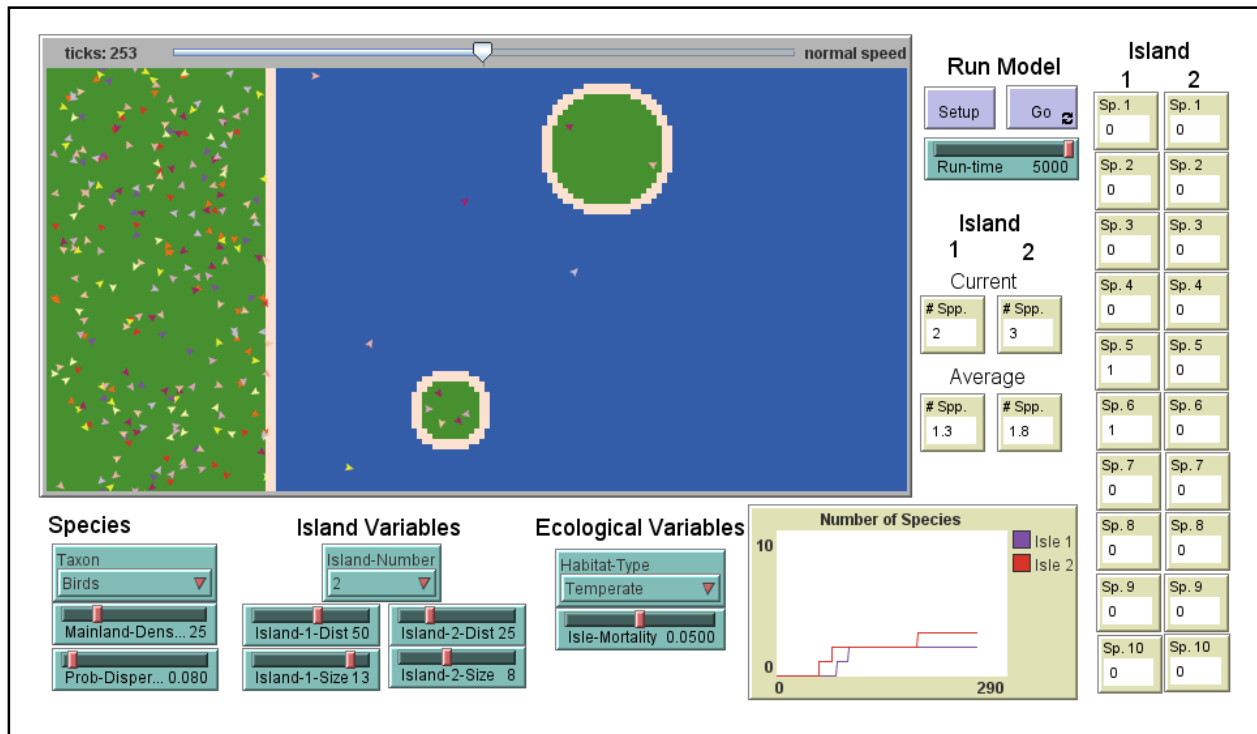 ticks: 253
normal speed
Run Model
Setup
Go
Run-time 5000
Island
1 2
Current
# Spp.
2
# Spp.
3
Average
# Spp.
1.3
# Spp.
1.8
Island
1 2
Sp. 1
0
Sp. 1
0
Sp. 2
0
Sp. 2
0
Sp. 3
0
Sp. 3
0
Sp. 4
0
Sp. 4
0
Sp. 5
1
Sp. 5
0
Sp. 6
1
Sp. 6
0
Sp. 7
0
Sp. 7
0
Sp. 8
0
Sp. 8
0
Sp. 9
0
Sp. 9
0
Sp. 10
0
Sp. 10
0
Species
Taxon
Birds
Mainland-Dens... 25
Prob-Disper... 0.080
Island Variables
Island-Number
2
Island-1-Dist 50
Island-2-Dist 25
Island-1-Size 13
Island-2-Size 8
Ecological Variables
Habitat-Type
Temperate
Isle-Mortality 0.0500
Number of Species
10
0
0
290
Isle 1
Isle 2